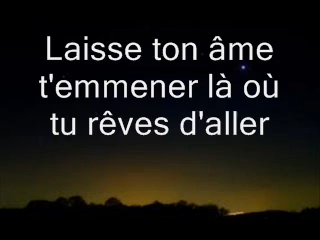 Laisse ton âme
t'emmener là où
tu rêves d'aller